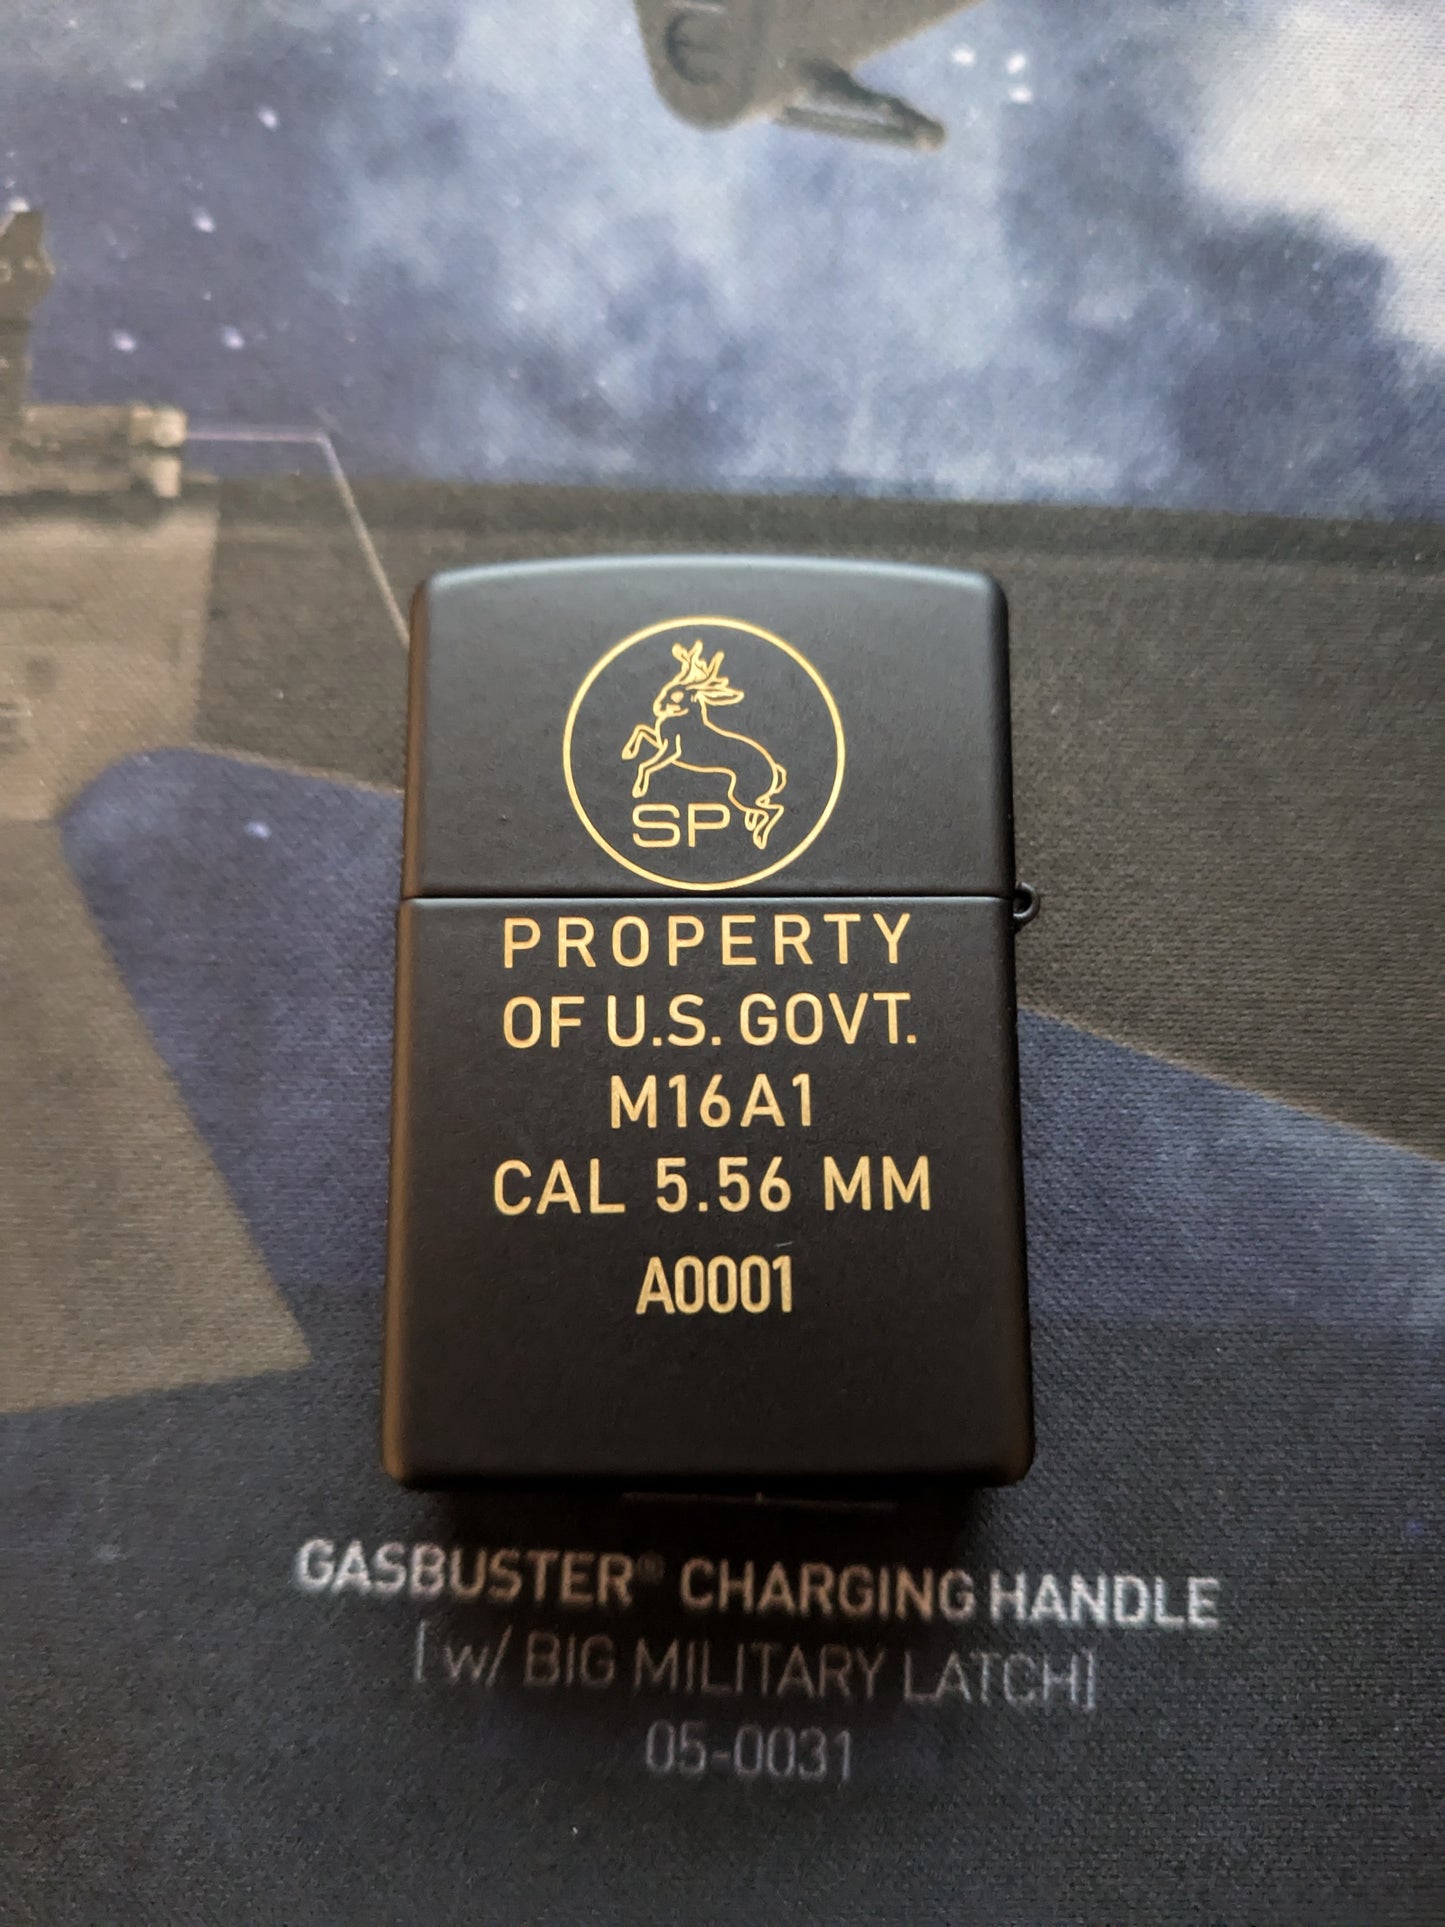 SP
PROPERTY
OF U.S. GOVT.
M16A1
CAL 5.56 MM
A0001
GASBUSTER® CHARGING HANDLE
[w/ BIG MILITARY LATCH]
05-0031